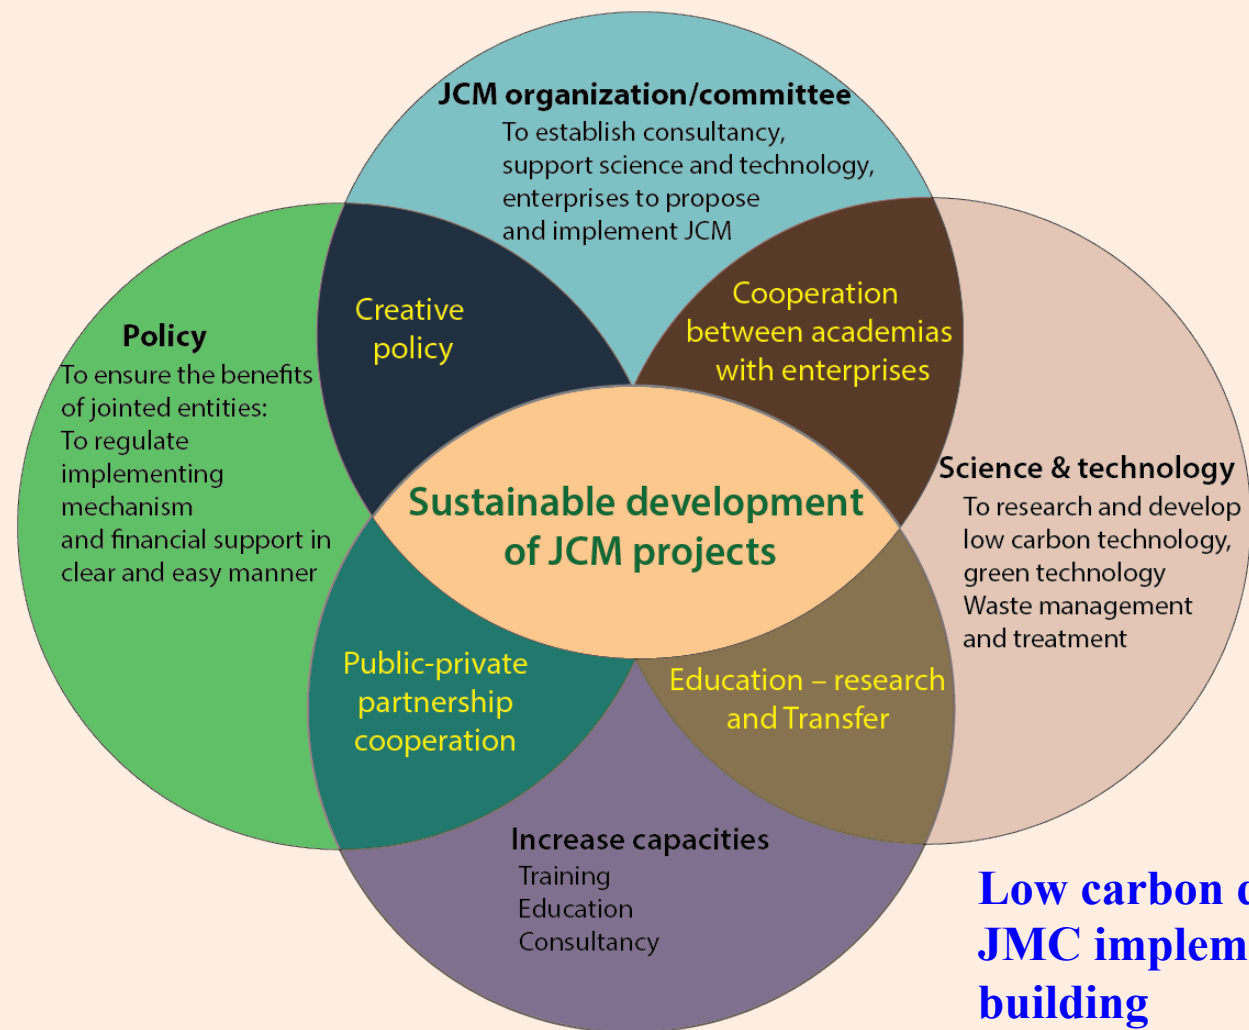 JCM organization/committee
To establish consultancy,
support science and technology,
enterprises to propose
and implement JCM
Creative
policy
Cooperation
between academias
with enterprises
Policy
To ensure the benefits
of jointed entities:
To regulate
implementing
mechanism
and financial support in
clear and easy manner
Sustainable development
of JCM projects
Science & technology
To research and develop
low carbon technology,
green technology
Waste management
and treatment
Public-private
partnership
cooperation
Education – research
and Transfer
Increase capacities
Training
Education
Consultancy
Low carbon
JMC
building